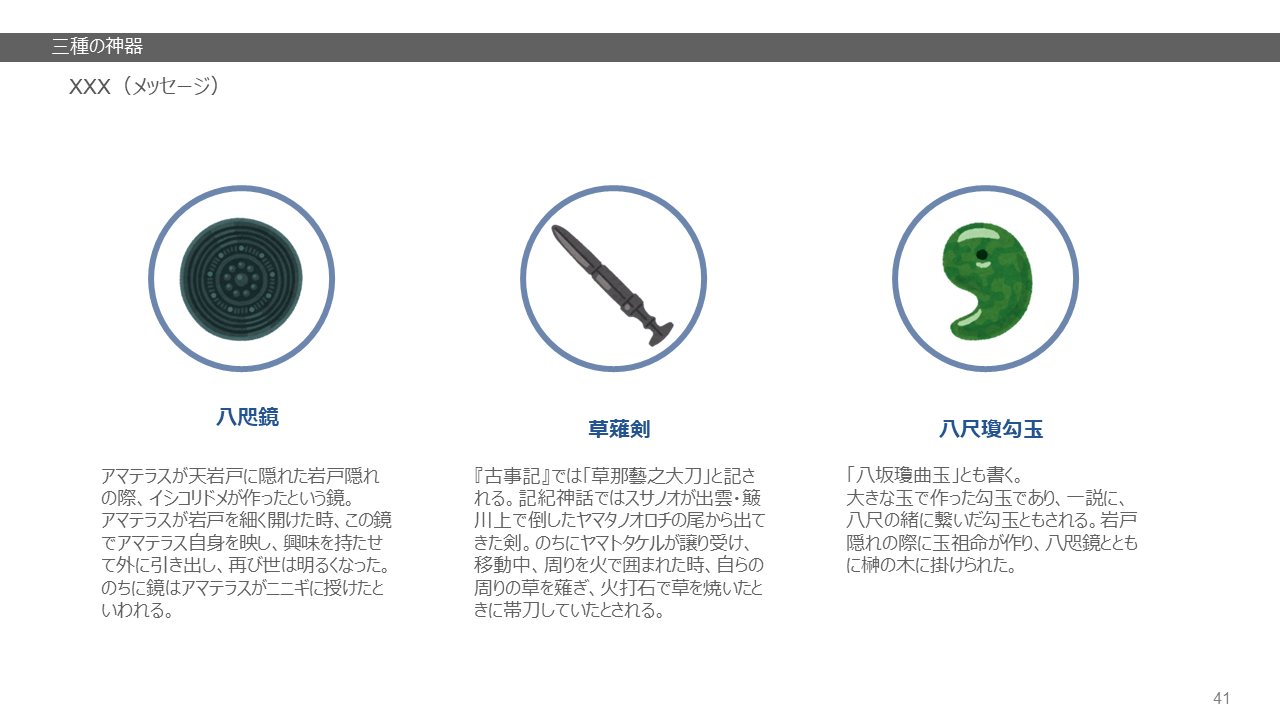 三種の神器
XXX（メッセージ）
八咫鏡
アマテラスが天岩戸に隠れた岩戸隠れ
の際、イシコリドメが作ったという鏡。
アマテラスが岩戸を細く開けた時、この鏡
でアマテラス自身を映し、興味を持たせ
て外に引き出し、再び世は明るくなった。
のちに鏡はアマテラスがニニギに授けたと
いわれる。
草薙剣
『古事記』では「草那藝之大刀」と記さ
れる。記紀神話ではスサノオが出雲・簸
川上で倒したヤマタノオロチの尾から出て
きた剣。のちにヤマトタケルが譲り受け、
移動中、周りを火で囲まれた時、自らの
周りの草を薙ぎ、火打石で草を焼いたと
きに帯刀していたとされる。
八尺瓊勾玉
「八坂瓊曲玉」とも書く。
大きな玉で作った勾玉であり、一説に、
八尺の緒に繋いだ勾玉ともされる。岩戸
隠れの際に玉祖命が作り、八咫鏡ととも
に榊の木に掛けられた。
41